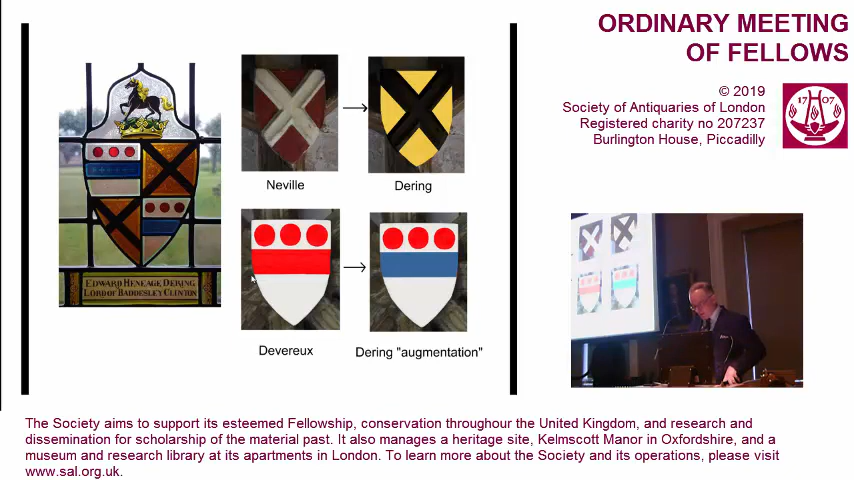 ORDINARY MEETING
OF FELLOWS
© 2019
Society of Antiquaries of London
Registered charity no 207237
Burlington House, Piccadilly
17 07
Neville
Dering
Devereux
Dering "augmentation"
EDWARD HENEAGE DERING
LORD OF BADDESLEY CLINTON
The Society aims to support its esteemed Fellowship, conservation throughour the United Kingdom, and research and
dissemination for scholarship of the material past. It also manages a heritage site, Kelmscott Manor in Oxfordshire, and a
museum and research library at its apartments in London. To learn more about the Society and its operations, please visit
www.sal.org.uk.